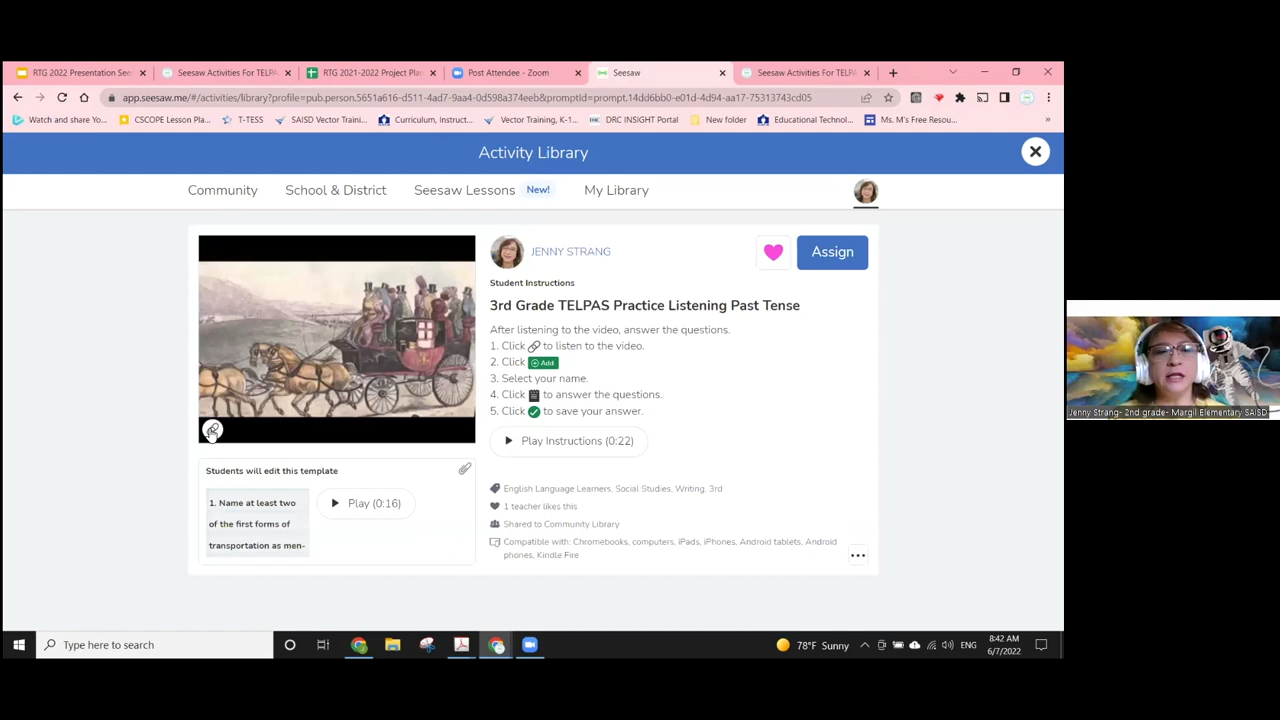 RTG 2022 Presentation See
Seesaw Activities For TELPA
RTG 2021-2022 Project Plan
Post Attendee - Zoom
Seesaw
Seesaw Activities For TELPA
app.seesaw.me/#/activities/library?profile=pub.person.5651a616-d511-4ad7-9aa4-0d598a374eeb&promptId=prompt.14dd6bb0-e01d-4d94-aa17-75313743cd05
Watch and share Yo...
CSCOPE Lesson Pla...
T-TESS
SAISD Vector Traini...
Curriculum, Instruct...
Vector Training, K-1...
DRC INSIGHT Portal
New folder
Educational Technol...
Ms. M's Free Resou...
Activity Library
Community
School & District
Seesaw Lessons New!
My Library
JENNY STRANG
Assign
Student Instructions
3rd Grade TELPAS Practice Listening Past Tense
After listening to the video, answer the questions.
1. Click to listen to the video.
2. Click Add
3. Select your name.
4. Click to answer the questions.
5. Click to save your answer.
Play Instructions (0:22)
Students will edit this template
1. Name at least two
of the first forms of
transportation as men-
Play (0:16)
English Language Learners, Social Studies, Writing, 3rd
1 teacher likes this
Shared to Community Library
Compatible with: Chromebooks, computers, iPads, iPhones, Android tablets, Android
phones, Kindle Fire
Jenny Strang- 2nd grade- Margil Elementary SAISD
Type here to search
78°F Sunny
ENG
8:42 AM
6/7/2022